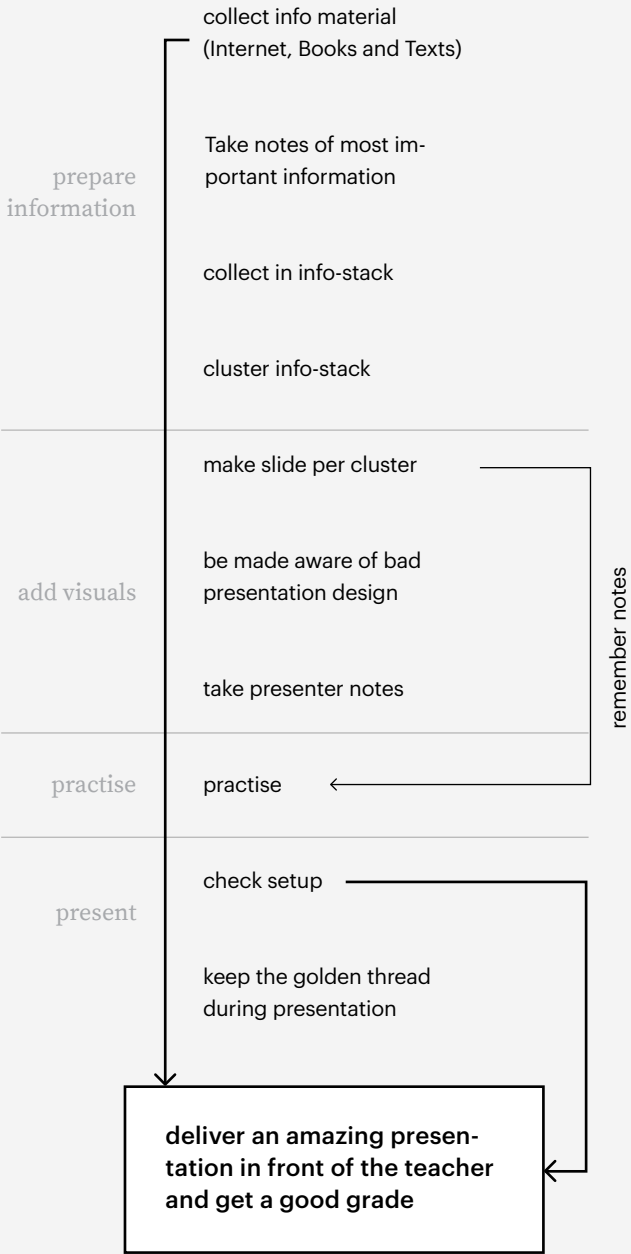 collect info material
(Internet, Books and Texts)
Take notes of most im-
portant information
prepare
information
collect in info-stack
cluster info-stack
make slide per cluster
be made aware of bad
presentation design
add visuals
remember notes
take presenter notes
practise
practise
check setup
present
keep the golden thread
during presentation
deliver an amazing presen-
tation in front of the teacher
and get a good grade